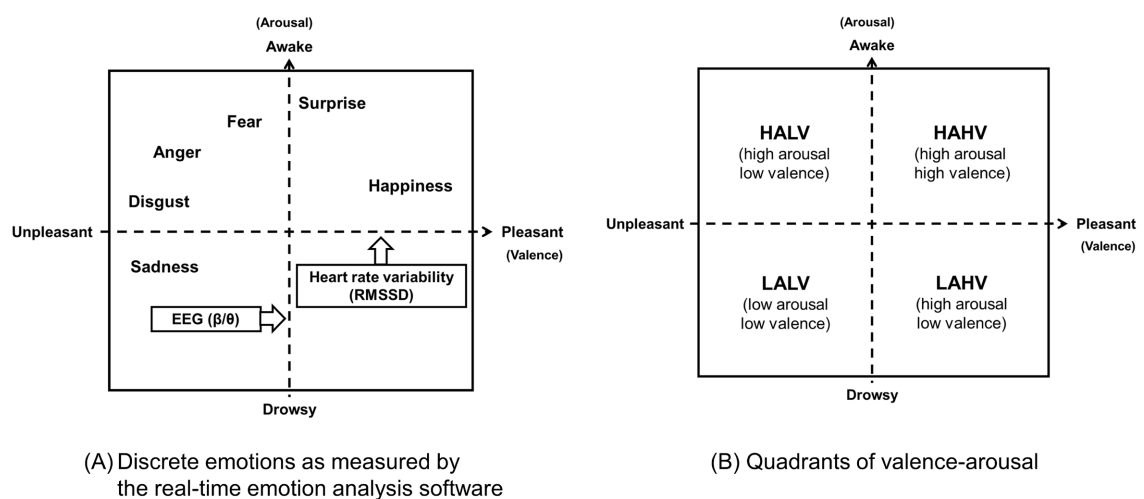 (Arousal)
Awake
Surprise
Fear
Anger
Happiness
Disgust
Unpleasant
Pleasant
(Valence)
Sadness
Heart rate variability
(RMSSD)
EEG (β/θ)
Drowsy
(A) Discrete emotions as measured by
the real-time emotion analysis software
(Arousal)
Awake
HALV
(high arousal
low valence)
HAHV
(high arousal
high valence)
Unpleasant
Pleasant
(Valence)
LALV
(low arousal
low valence)
LAHV
(high arousal
low valence)
Drowsy
(B) Quadrants of valence-arousal